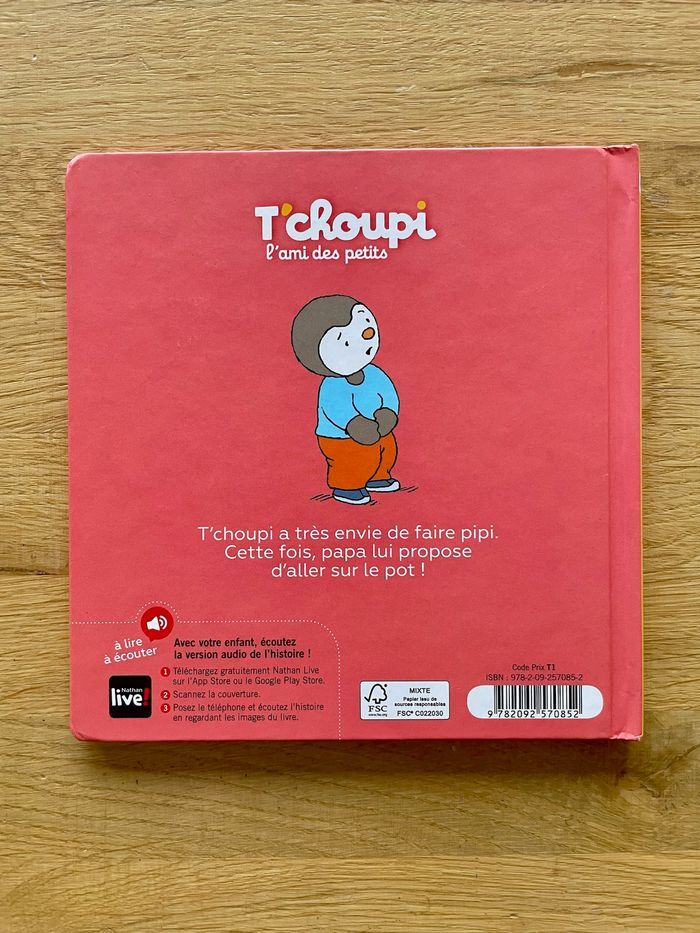 T'choupi
l'ami des petits
T'choupi a très envie de faire pipi.
Cette fois, papa lui propose
d'aller sur le pot !
à lire
à écouter
Nathan
live!
Avec votre enfant, écoutez
la version audio de l'histoire !
1 Téléchargez gratuitement Nathan Live
sur l'App Store ou le Google Play Store.
2 Scannez la couverture.
3 Posez le téléphone et écoutez l'histoire
en regardant les images du livre.
FSC
www.fsc.org
MIXTE
Papier issu de
sources responsables
FSC® C022030
Code Prix T1
ISBN : 978-2-09-257085-2
9 782092 570852